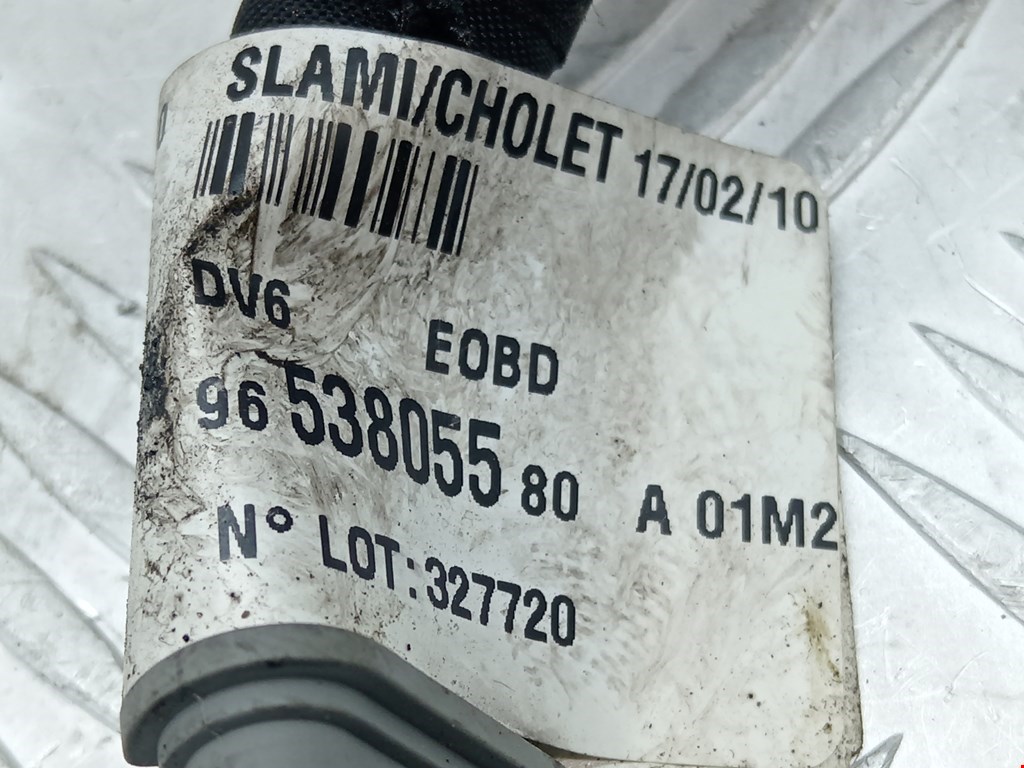 SLAMI/CHOLET 17/02/10
DV6
EOBD
96 538055 80 A 01M2
N° LOT:327720